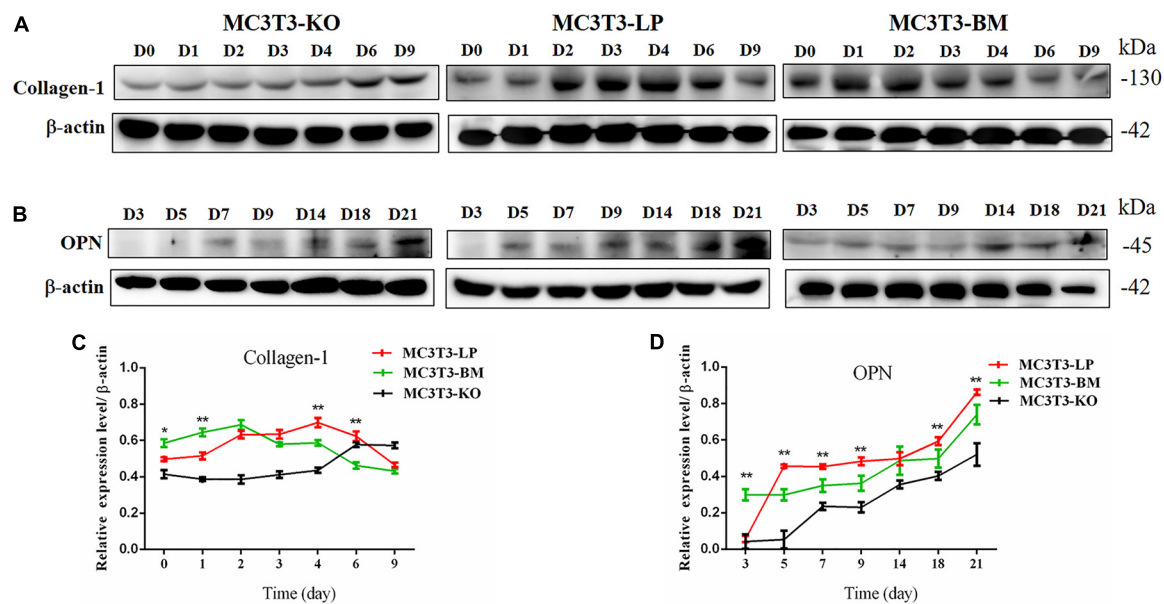 A
MC3T3-KO
MC3T3-LP
MC3T3-BM
D0 D1 D2 D3 D4 D6 D9
D0 D1 D2 D3 D4 D6 D9
D0 D1 D2 D3 D4 D6 D9
kDa
Collagen-1
-130
β-actin
-42
B
D3 D5 D7 D9 D14 D18 D21
D3 D5 D7 D9 D14 D18 D21
D3 D5 D7 D9 D14 D18 D21
kDa
OPN
-45
β-actin
-42
C
Collagen-1
MC3T3-LP
MC3T3-BM
MC3T3-KO
Relative expression level/ β-actin
1.0
0.8
0.6
0.4
0.2
0.0
* ** ** **
0 1 2 3 4 6 9
Time (day)
D
OPN
MC3T3-LP
MC3T3-BM
MC3T3-KO
Relative expression level/ β-actin
1.0
0.8
0.6
0.4
0.2
0.0
** ** ** ** ** **
3 5 7 9 14 18 21
Time (day)